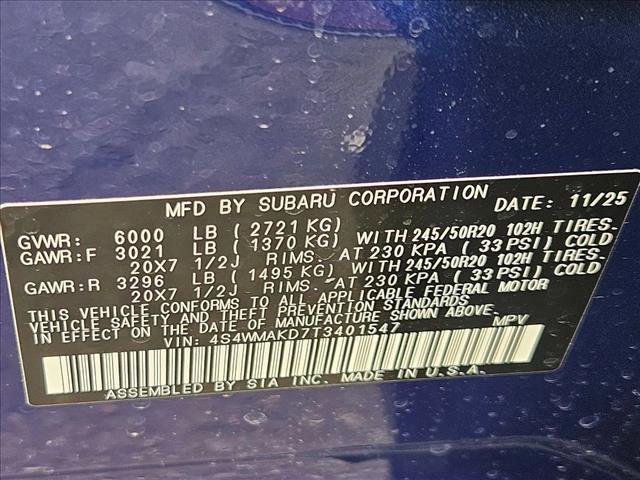 MFD BY SUBARU CORPORATION DATE: 11/25
GVWR: 6000 LB ( 2721 KG)
GAWR:F 3021 LB ( 1370 KG) WITH 245/50R20 102H TIRES.
20X7 1/2J RIMS. AT 230 KPA ( 33 PSI) COLD
GAWR:R 3296 LB ( 1495 KG) WITH 245/50R20 102H TIRES.
20X7 1/2J RIMS. AT 230 KPA ( 33 PSI) COLD
THIS VEHICLE CONFORMS TO ALL APPLICABLE FEDERAL MOTOR
VEHICLE SAFETY AND THEFT PREVENTION STANDARDS
IN EFFECT ON THE DATE OF MANUFACTURE SHOWN ABOVE.
VIN: 4S4WMAKD7T3401547 MPV
ASSEMBLED BY SIA INC. MADE IN U.S.A.